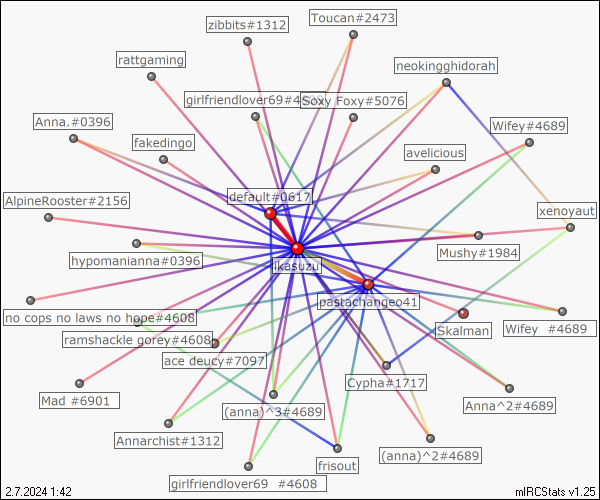 zibbits#1312
Toucan#2473
rattgaming
neokingghidorah
girlfriendlover69#4
Soxy Foxy#5076
Anna.#0396
Wifey#4689
fakedingo
avelicious
default#0617
AlpineRooster#2156
xenoyaut
hypomanianna#0396
Mushy#1984
ikasuzu
pastachangeo41
no cops no laws no hope#4608
Skalman
Wifey #4689
ramshackle gorey#4608
ace deucy#7097
Cypha#1717
Mad #6901
Anna^2#4689
(anna)^3#4689
Annarchist#1312
(anna)^2#4689
frisout
girlfriendlover69 #4608
2.7.2024 1:42
mIRCStats v1.25